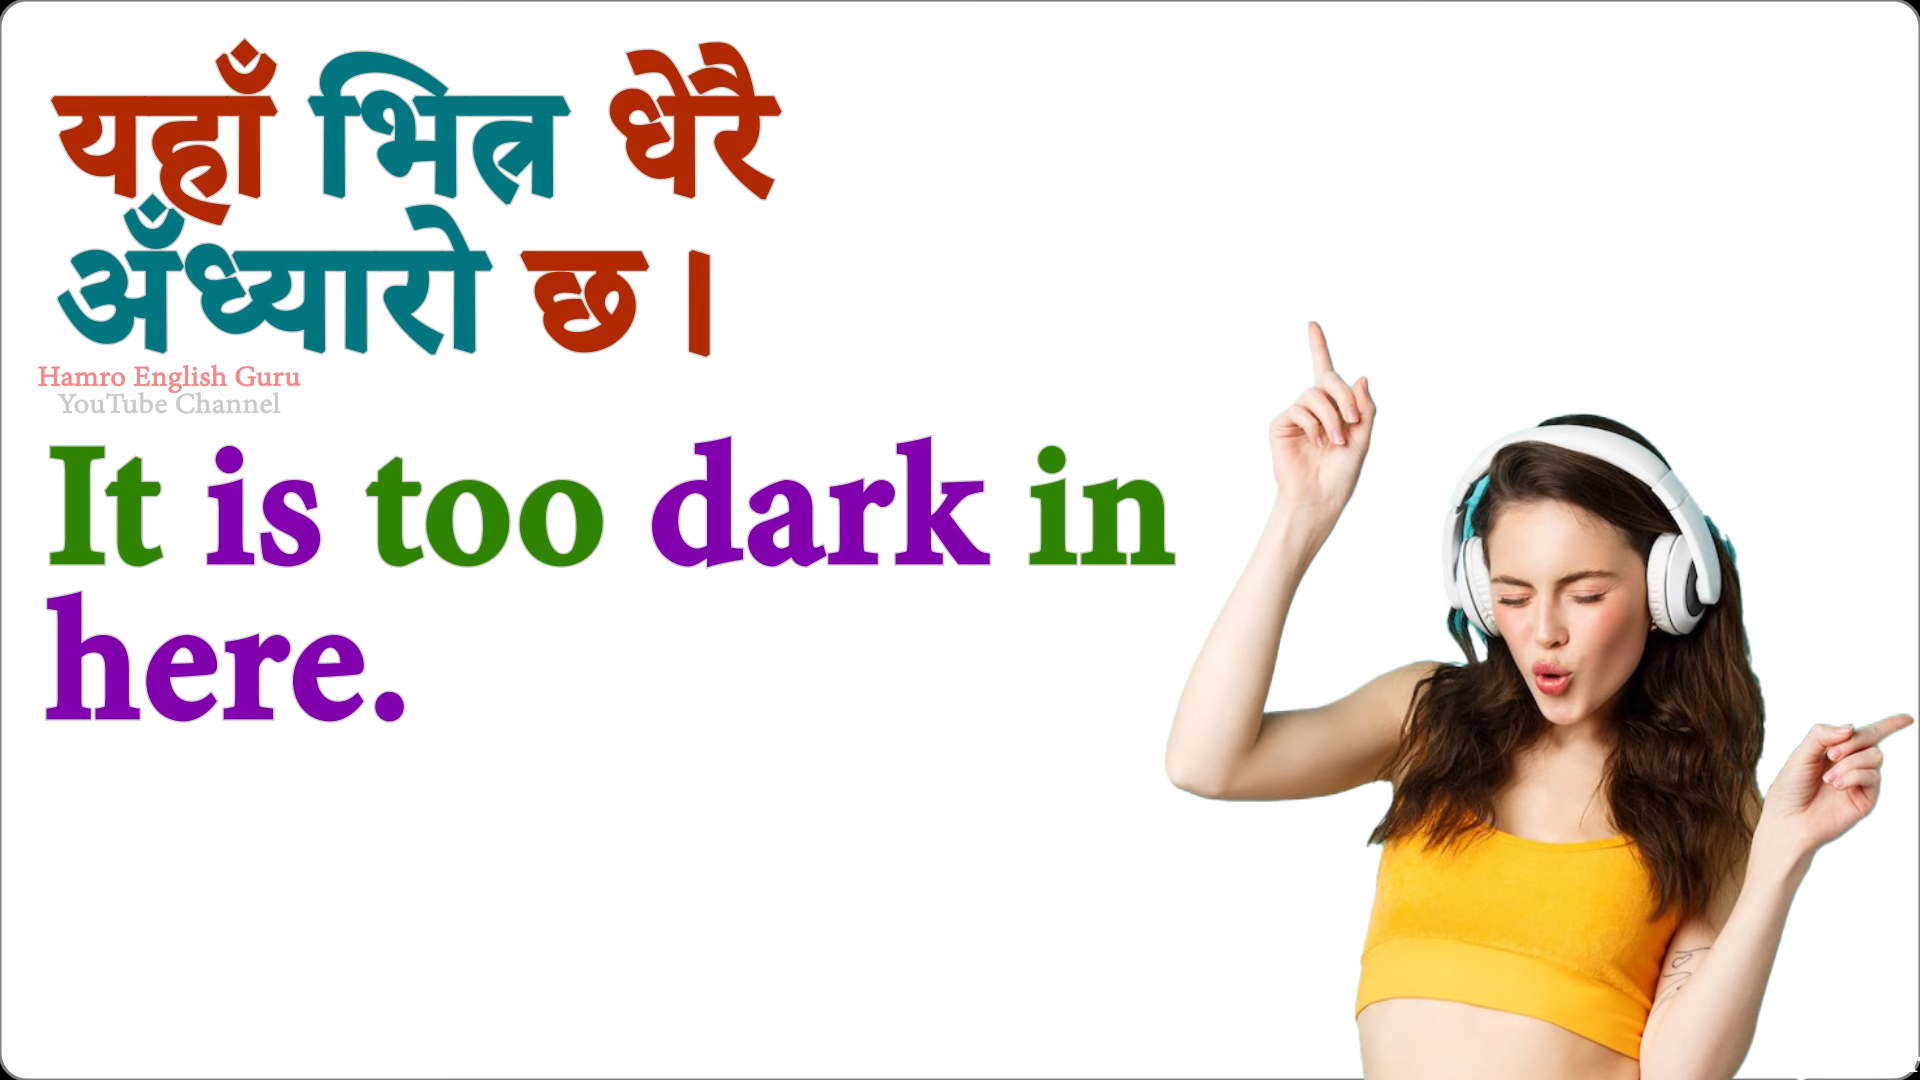 यहाँ भित्र धेरै
अँध्यारो छ ।
Hamro English Guru
YouTube Channel
It is too dark in
here.